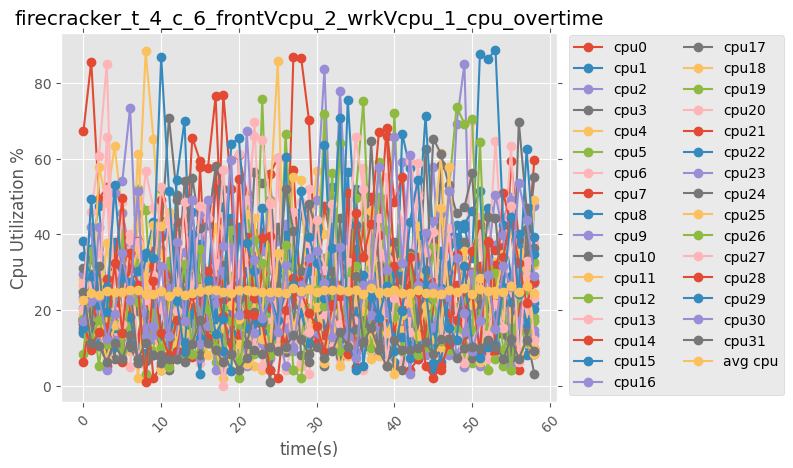 firecracker_t_4_c_6_frontVcpu_2_wrkVcpu_1_cpu_overtime
Cpu Utilization %
80
60
40
20
0
0
10
20
30
40
50
60
time(s)
cpu0
cpu1
cpu2
cpu3
cpu4
cpu5
cpu6
cpu7
cpu8
cpu9
cpu10
cpu11
cpu12
cpu13
cpu14
cpu15
cpu16
cpu17
cpu18
cpu19
cpu20
cpu21
cpu22
cpu23
cpu24
cpu25
cpu26
cpu27
cpu28
cpu29
cpu30
cpu31
avg cpu